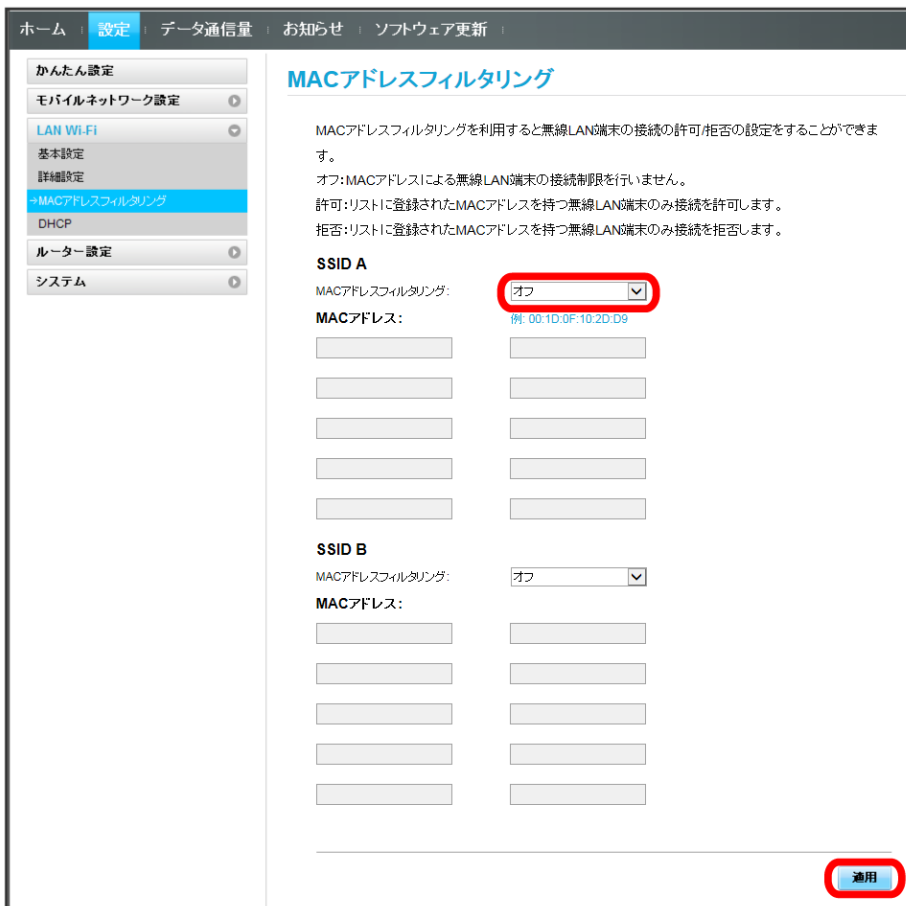 ホーム 設定 データ通信量 お知らせ ソフトウェア更新
かんたん設定
モバイルネットワーク設定
LAN Wi-Fi
基本設定
詳細設定
→MACアドレスフィルタリング
DHCP
ルーター設定
システム
MACアドレスフィルタリング
MACアドレスフィルタリングを利用すると無線LAN端末の接続の許可/拒否の設定をすることができま
す。
オフ:MACアドレスによる無線LAN端末の接続制限を行いません。
許可:リストに登録されたMACアドレスを持つ無線LAN端末のみ接続を許可します。
拒否:リストに登録されたMACアドレスを持つ無線LAN端末のみ接続を拒否します。
SSID A
MACアドレスフィルタリング: オフ
MACアドレス: 例: 00:1D:0F:10:2D:D9
SSID B
MACアドレスフィルタリング: オフ
MACアドレス:
適用